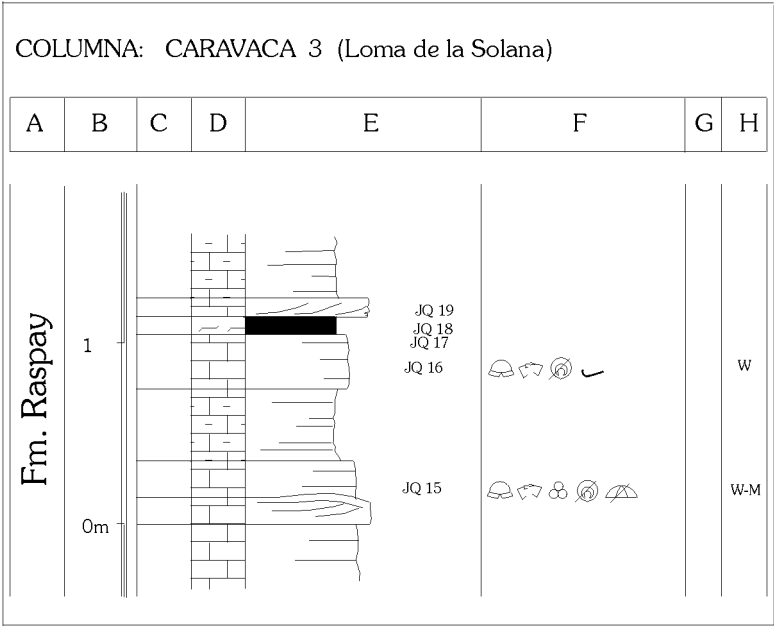 COLUMNA: CARAVACA 3 (Loma de la Solana)
A B C D E F G H
Fm. Raspay
JQ 19
JQ 18
1 JQ 17
JQ 16 W
JQ 15 W-M
0m